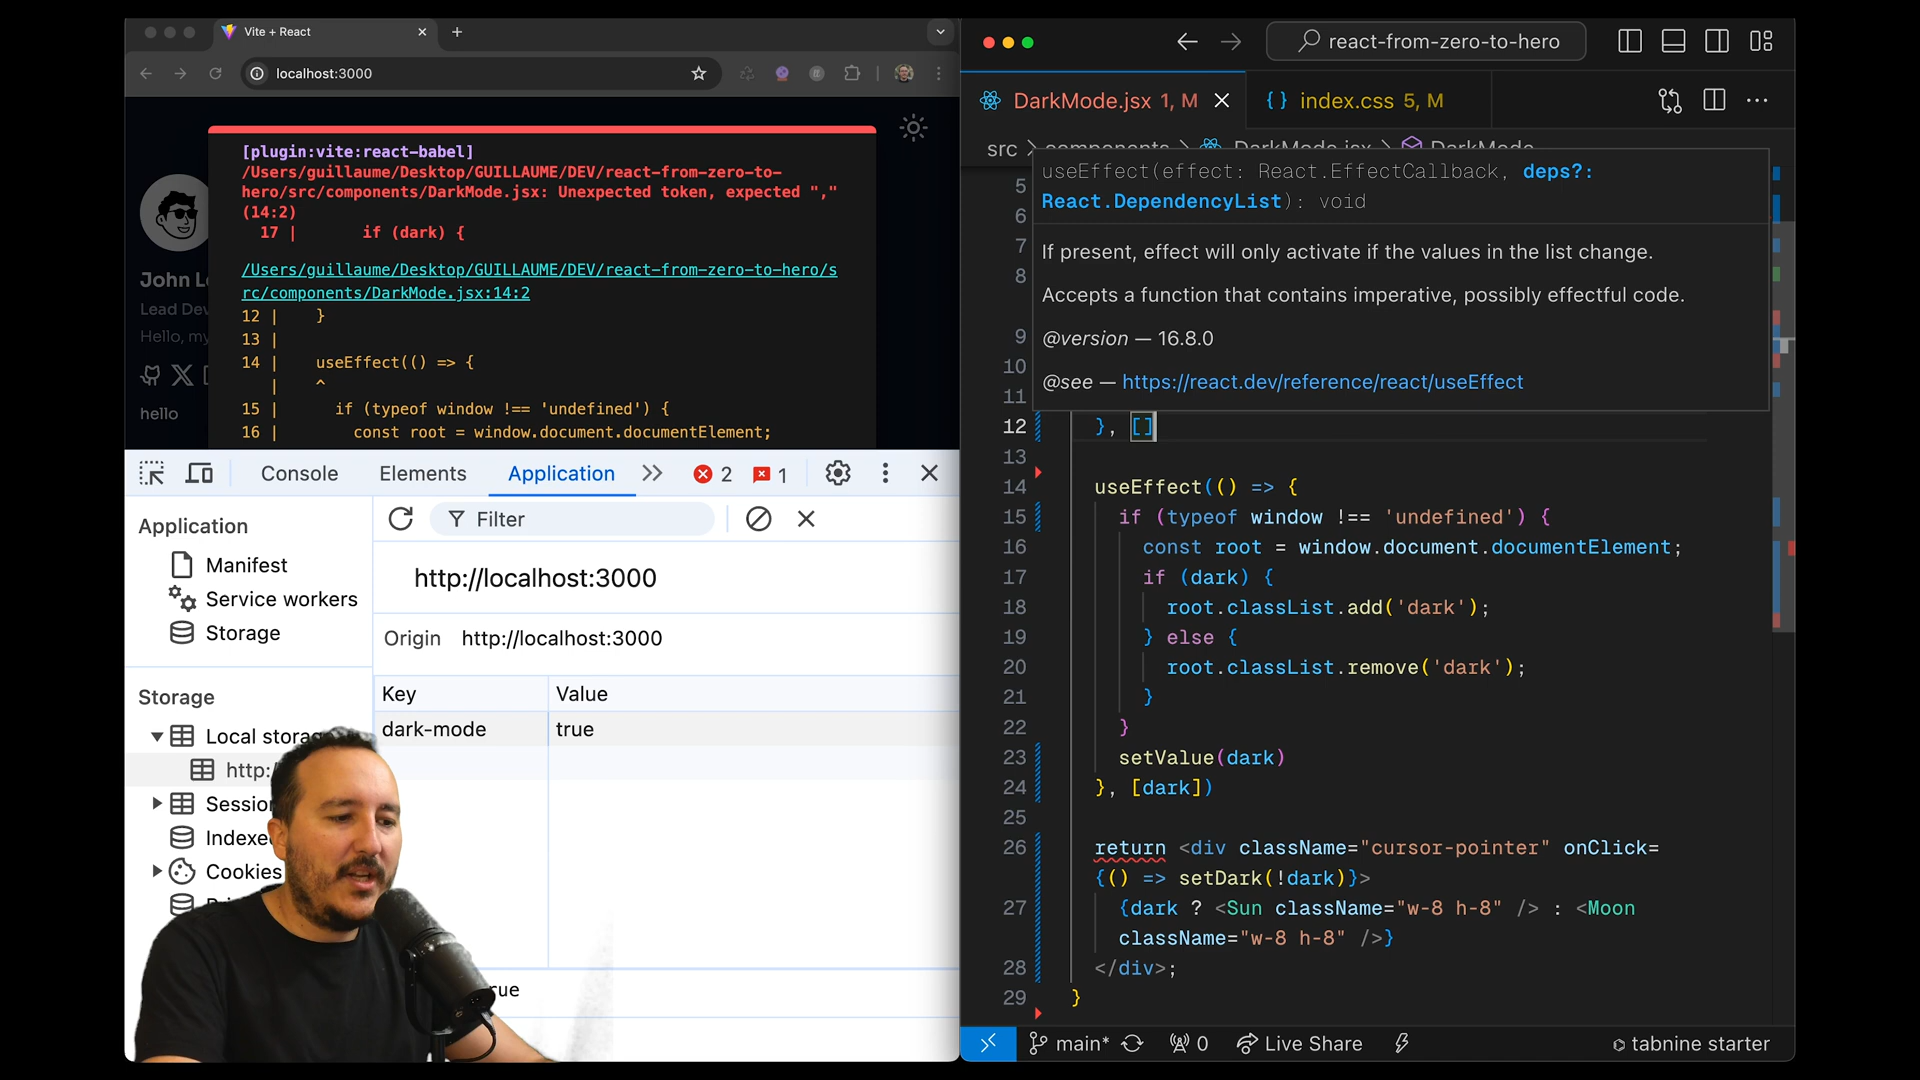 Vite + React
localhost:3000
[plugin:vite:react-babel]
/Users/guillaume/Desktop/GUILLAUME/DEV/react-from-zero-to-
hero/src/components/DarkMode.jsx: Unexpected token, expected ","
(14:2)
17 | if (dark) {
/Users/guillaume/Desktop/GUILLAUME/DEV/react-from-zero-to-hero/s
rc/components/DarkMode.jsx:14:2
12 | }
13 |
14 | useEffect(() => {
| ^
15 | if (typeof window !== 'undefined') {
16 | const root = window.document.documentElement;
John L
Lead Dev
Hello, my
hello
Console Elements Application 2 1
Application
Manifest
Service workers
Storage
Storage
Local storag
http:/
Session
Indexe
Cookies
Filter
http://localhost:3000
Origin http://localhost:3000
Key Value
dark-mode true
rue
react-from-zero-to-hero
DarkMode.jsx 1, M
{ } index.css 5, M
src > components > DarkMode.jsx > DarkMode
useEffect(effect: React.EffectCallback, deps?:
React.DependencyList): void
If present, effect will only activate if the values in the list change.
Accepts a function that contains imperative, possibly effectful code.
@version — 16.8.0
@see — https://react.dev/reference/react/useEffect
5
6
7
8
9
10
11
12 }, []
13
14 useEffect(() => {
15 if (typeof window !== 'undefined') {
16 const root = window.document.documentElement;
17 if (dark) {
18 root.classList.add('dark');
19 } else {
20 root.classList.remove('dark');
21 }
22 }
23 setValue(dark)
24 }, [dark])
25
26 return <div className="cursor-pointer" onClick=
{() => setDark(!dark)}>
27 {dark ? <Sun className="w-8 h-8" /> : <Moon
className="w-8 h-8" />}
28 </div>;
29 }
main* 0 Live Share tabnine starter